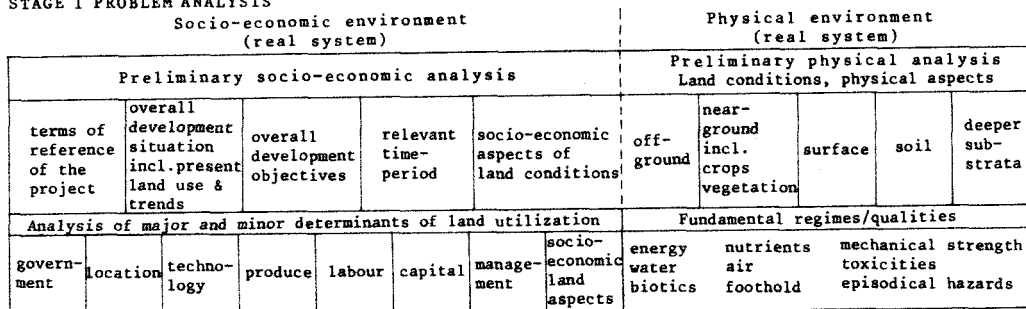 STAGE I PROBLEM ANALYSIS
Socio-economic environment
(real system)
Physical environment
(real system)
Preliminary socio-economic analysis
Preliminary physical analysis
Land conditions, physical aspects
terms of
reference
of the
project
overall
development
situation
incl.present
land use &
trends
overall
development
objectives
relevant
time-
period
socio-economic
aspects of
land conditions
off-
ground
near-
ground
incl.
crops
vegetation
surface
soil
deeper
sub-
strata
Analysis of major and minor determinants of land utilization
Fundamental regimes/qualities
govern-
ment
location
techno-
logy
produce
labour
capital
manage-
ment
socio-
economic
land
aspects
energy
water
biotics
nutrients
air
foothold
mechanical strength
toxicities
episodical hazards